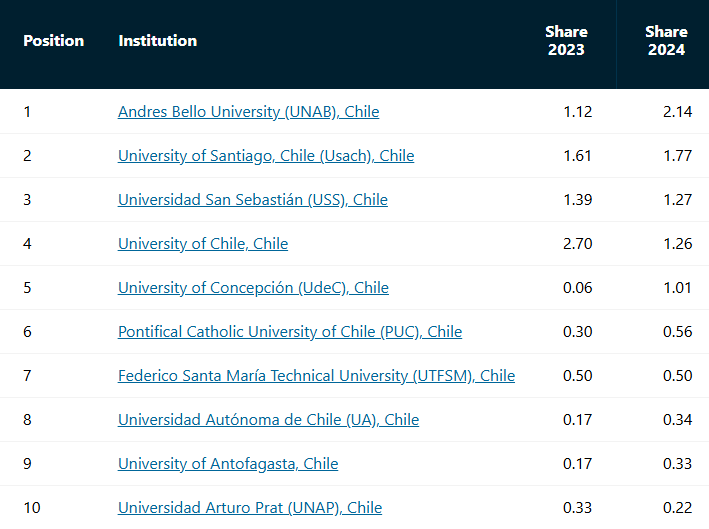 Position Institution Share 2023 Share 2024
1 Andres Bello University (UNAB), Chile 1.12 2.14
2 University of Santiago, Chile (Usach), Chile 1.61 1.77
3 Universidad San Sebastián (USS), Chile 1.39 1.27
4 University of Chile, Chile 2.70 1.26
5 University of Concepción (UdeC), Chile 0.06 1.01
6 Pontifical Catholic University of Chile (PUC), Chile 0.30 0.56
7 Federico Santa María Technical University (UTFSM), Chile 0.50 0.50
8 Universidad Autónoma de Chile (UA), Chile 0.17 0.34
9 University of Antofagasta, Chile 0.17 0.33
10 Universidad Arturo Prat (UNAP), Chile 0.33 0.22